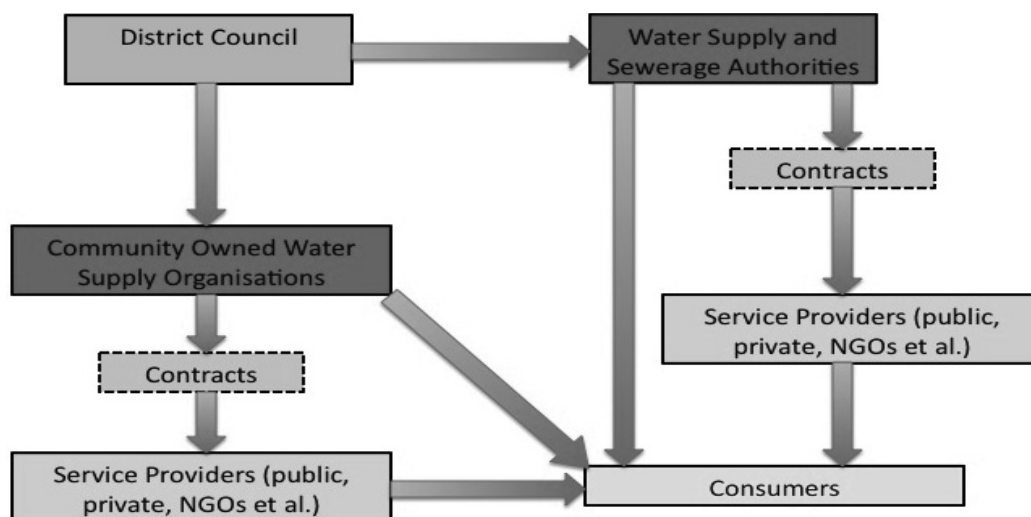 District Council
Water Supply and
Sewerage Authorities
Contracts
Community Owned Water
Supply Organisations
Service Providers (public,
private, NGOs et al.)
Contracts
Service Providers (public,
private, NGOs et al.)
Consumers